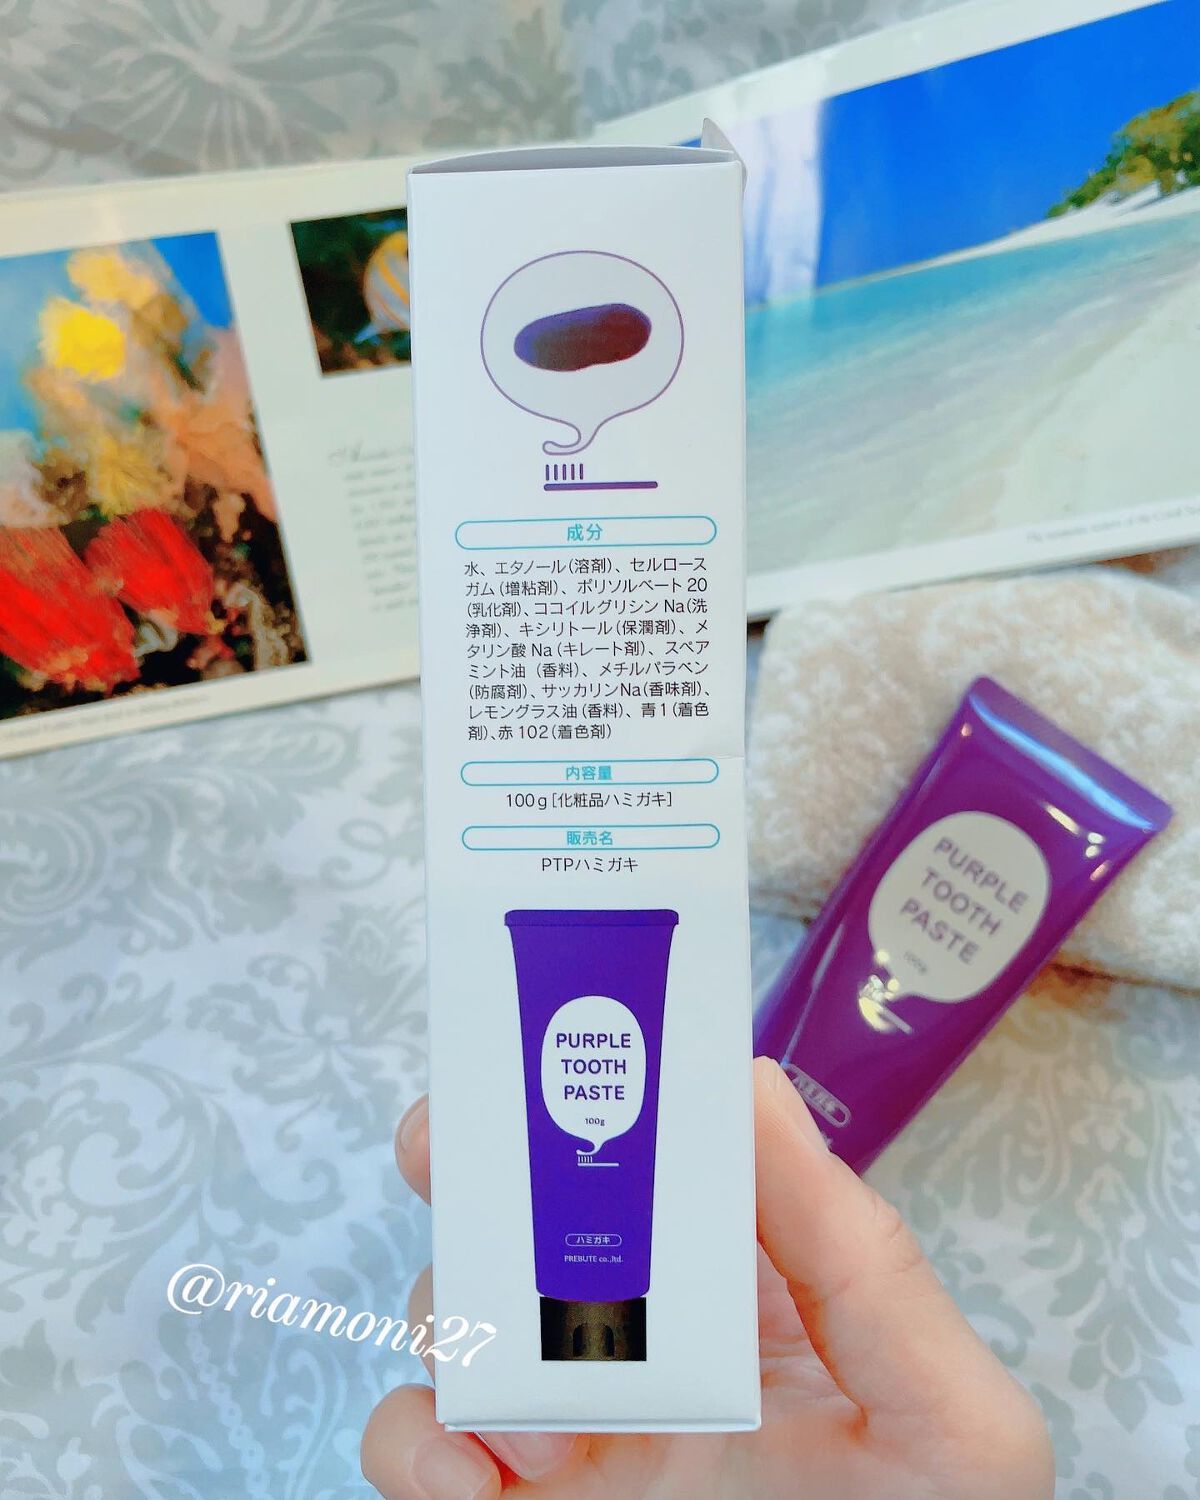 成分
水、エタノール(溶剤)、セルロース
ガム(増粘剤)、ポリソルベート20
(乳化剤)、ココイルグリシンNa(洗
浄剤)、キシリトール(保潤剤)、メ
タリン酸Na(キレート剤)、スペア
ミント油(香料)、メチルパラベン
(防腐剤)、サッカリンNa(香味剤)、
レモングラス油(香料)、青1(着色
剤)、赤102(着色剤)
内容量
100g[化粧品ハミガキ]
販売名
PTPハミガキ
PURPLE
TOOTH
PASTE
100g
ハミガキ
PREBUTE co.,ltd.
PURPLE
TOOTH
PASTE
100g
ハミガキ
@riamoni27